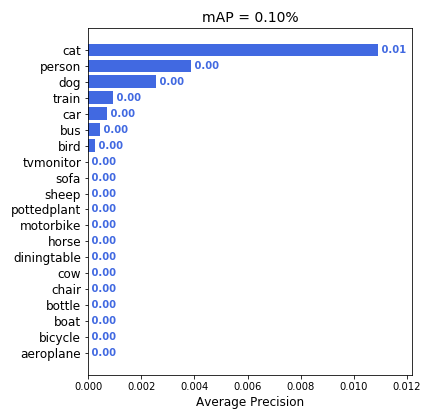 mAP = 0.10%
cat 0.01
person 0.00
dog 0.00
train 0.00
car 0.00
bus 0.00
bird 0.00
tvmonitor 0.00
sofa 0.00
sheep 0.00
pottedplant 0.00
motorbike 0.00
horse 0.00
diningtable 0.00
cow 0.00
chair 0.00
bottle 0.00
boat 0.00
bicycle 0.00
aeroplane 0.00
0.000 0.002 0.004 0.006 0.008 0.010 0.012
Average Precision